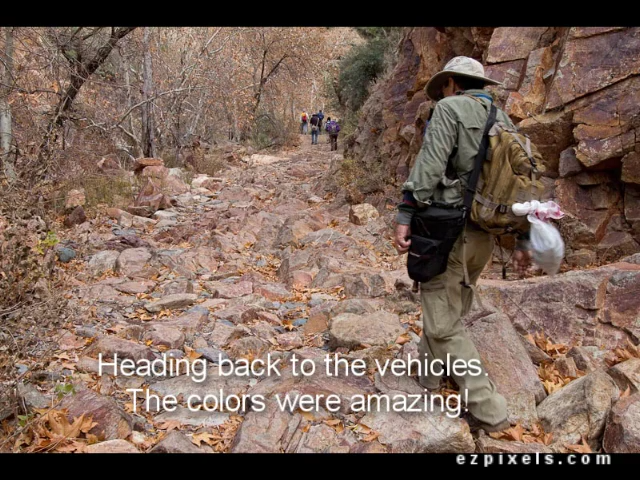 Heading back to the vehicles.
The colors were amazing!
ezpixels.com